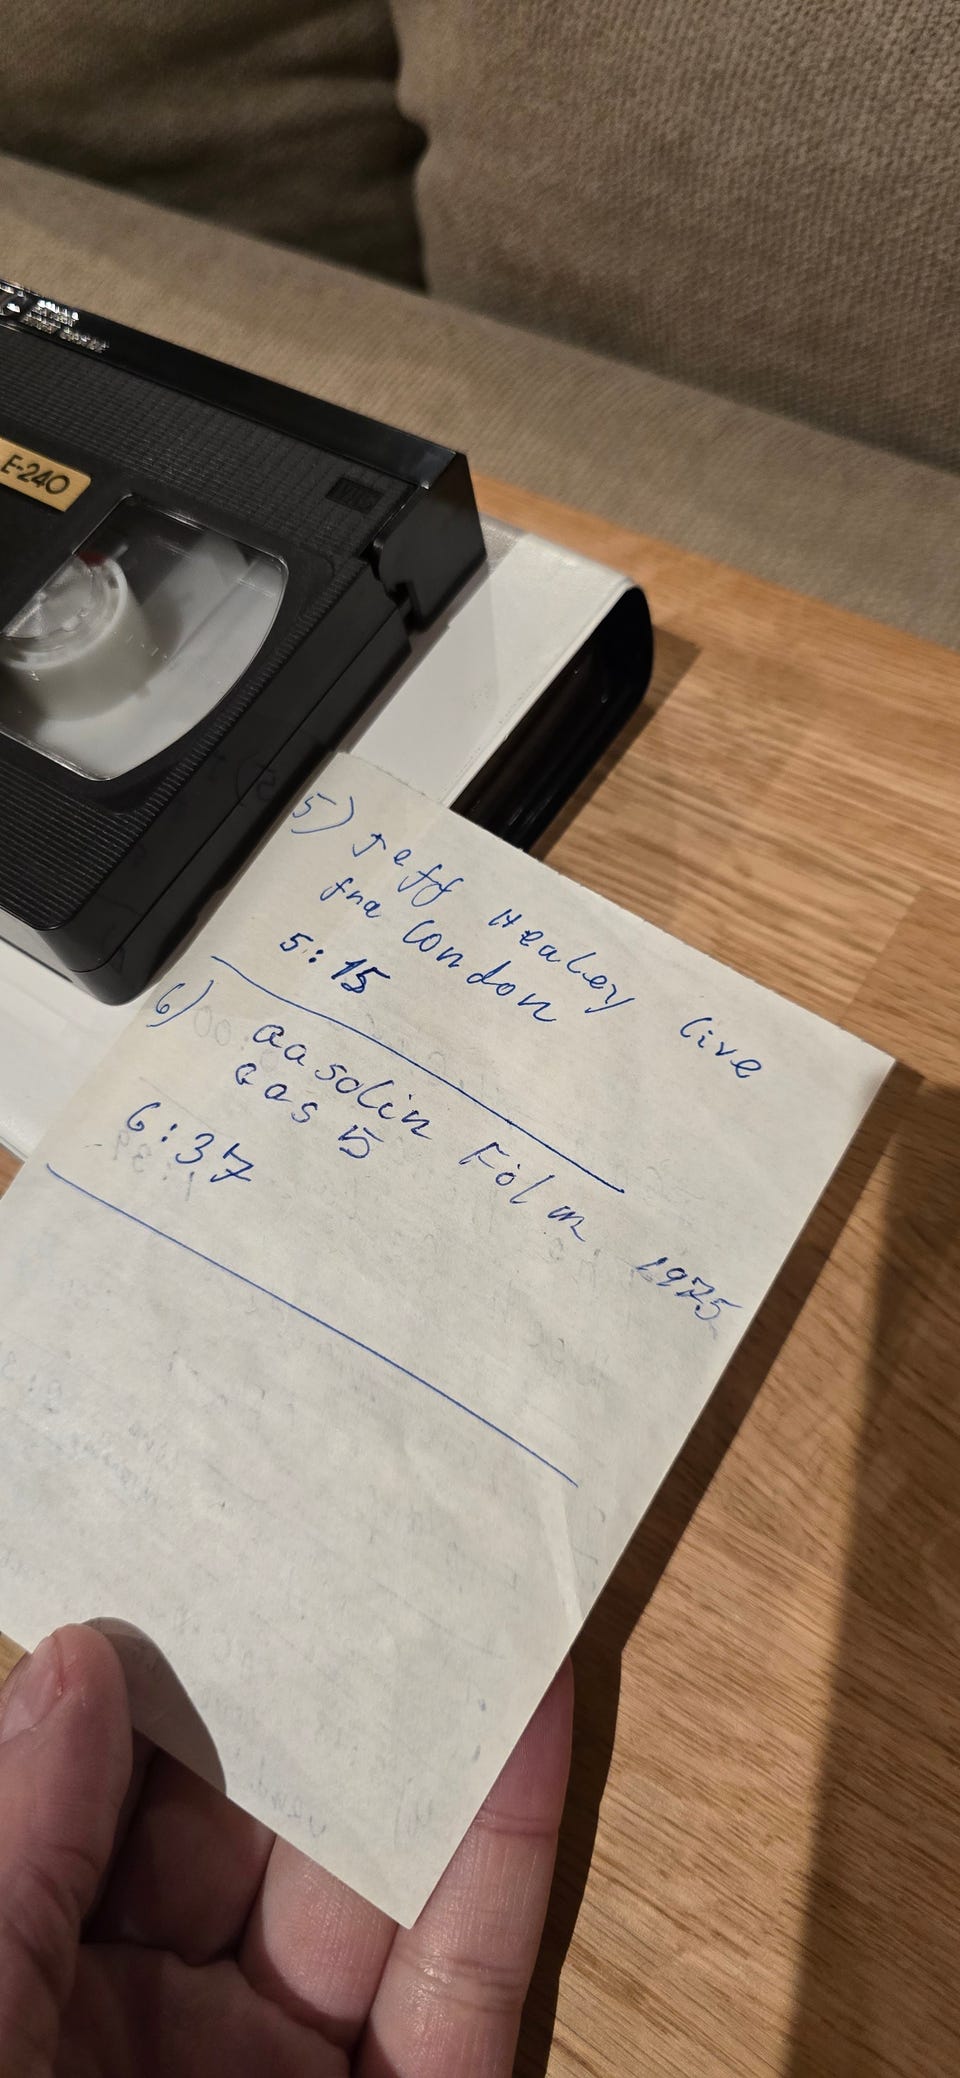 E-240
5) Jeff Healey live
fra London
5:15
6) Gasolin Film 1975
Gas 5
6:37